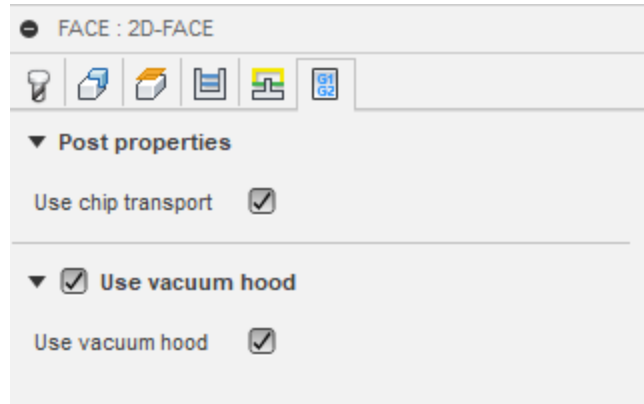 FACE : 2D-FACE
G1
G2
Post properties
Use chip transport
Use vacuum hood
Use vacuum hood